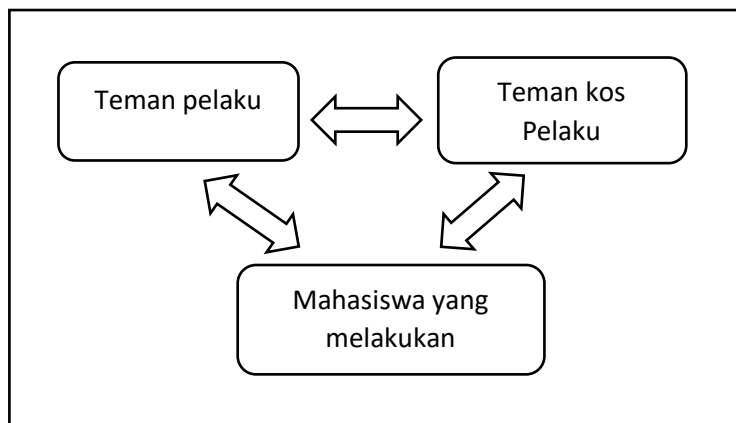 Teman pelaku
Teman kos
Pelaku
Mahasiswa yang
melakukan